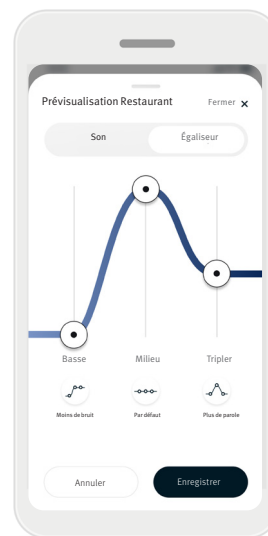 Prévisualisation Restaurant Fermer ×
Son Égaliseur
Basse Milieu Tripler
Moins de bruit Par défaut Plus de parole
Annuler Enregistrer